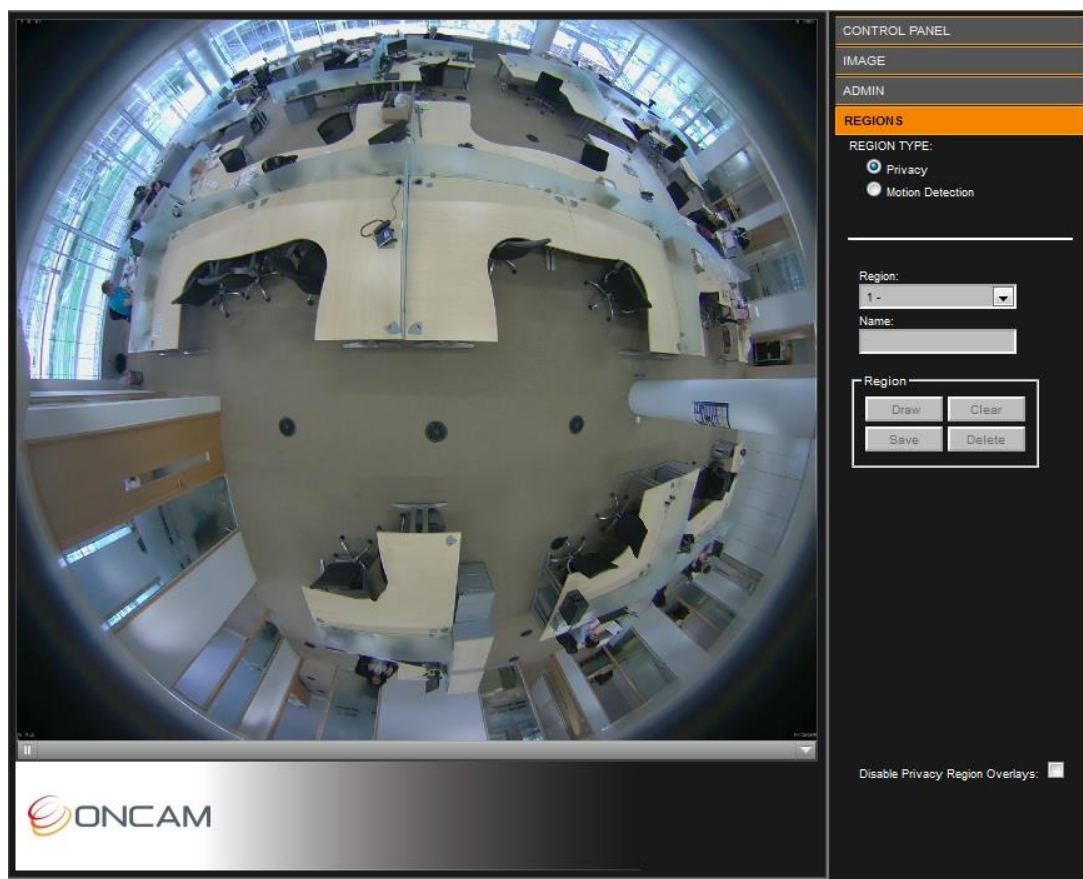 CONTROL PANEL
IMAGE
ADMIN
REGIONS
REGION TYPE:
Privacy
Motion Detection
Region:
1 -
Name:
Region
Draw Clear
Save Delete
Disable Privacy Region Overlays:
ONCAM